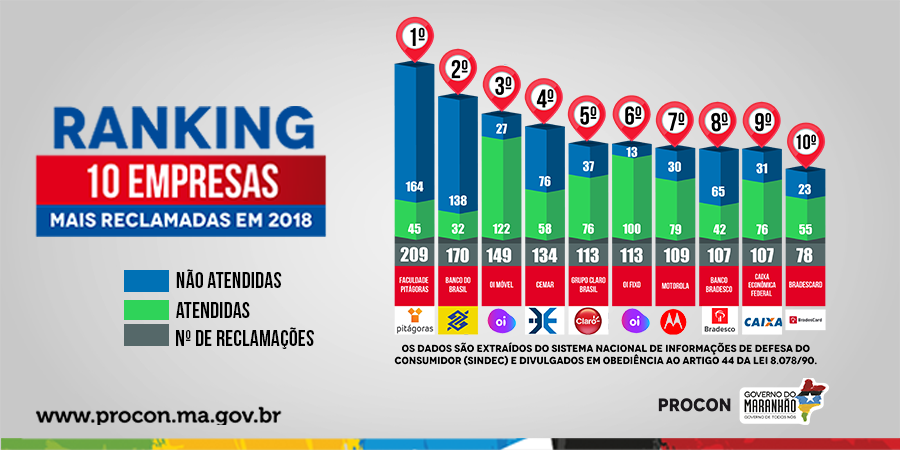 RANKING
10 EMPRESAS
MAIS RECLAMADAS EM 2018
NÃO ATENDIDAS
ATENDIDAS
Nº DE RECLAMAÇÕES
www.procon.ma.gov.br
1º
2º
3º
4º
5º
6º
7º
8º
9º
10º
164 138 27 76 37 13 30 65 31 23
45 32 122 58 76 100 79 42 76 55
209 170 149 134 113 113 109 107 107 78
FACULDADE
PITÁGORAS
BANCO DO
BRASIL
OI MÓVEL
CEMAR
GRUPO CLARO
BRASIL
OI FIXO
MOTOROLA
BANCO
BRADESCO
CAIXA
ECONÔMICA
FEDERAL
BRADESCARD
pitágoras
oi
Claro
oi
Bradesco
CAIXA
BradesCard
OS DADOS SÃO EXTRAÍDOS DO SISTEMA NACIONAL DE INFORMAÇÕES DE DEFESA DO
CONSUMIDOR (SINDEC) E DIVULGADOS EM OBEDIÊNCIA AO ARTIGO 44 DA LEI 8.078/90.
PROCON
GOVERNO DO
MARANHÃO
GOVERNO DE TODOS NÓS